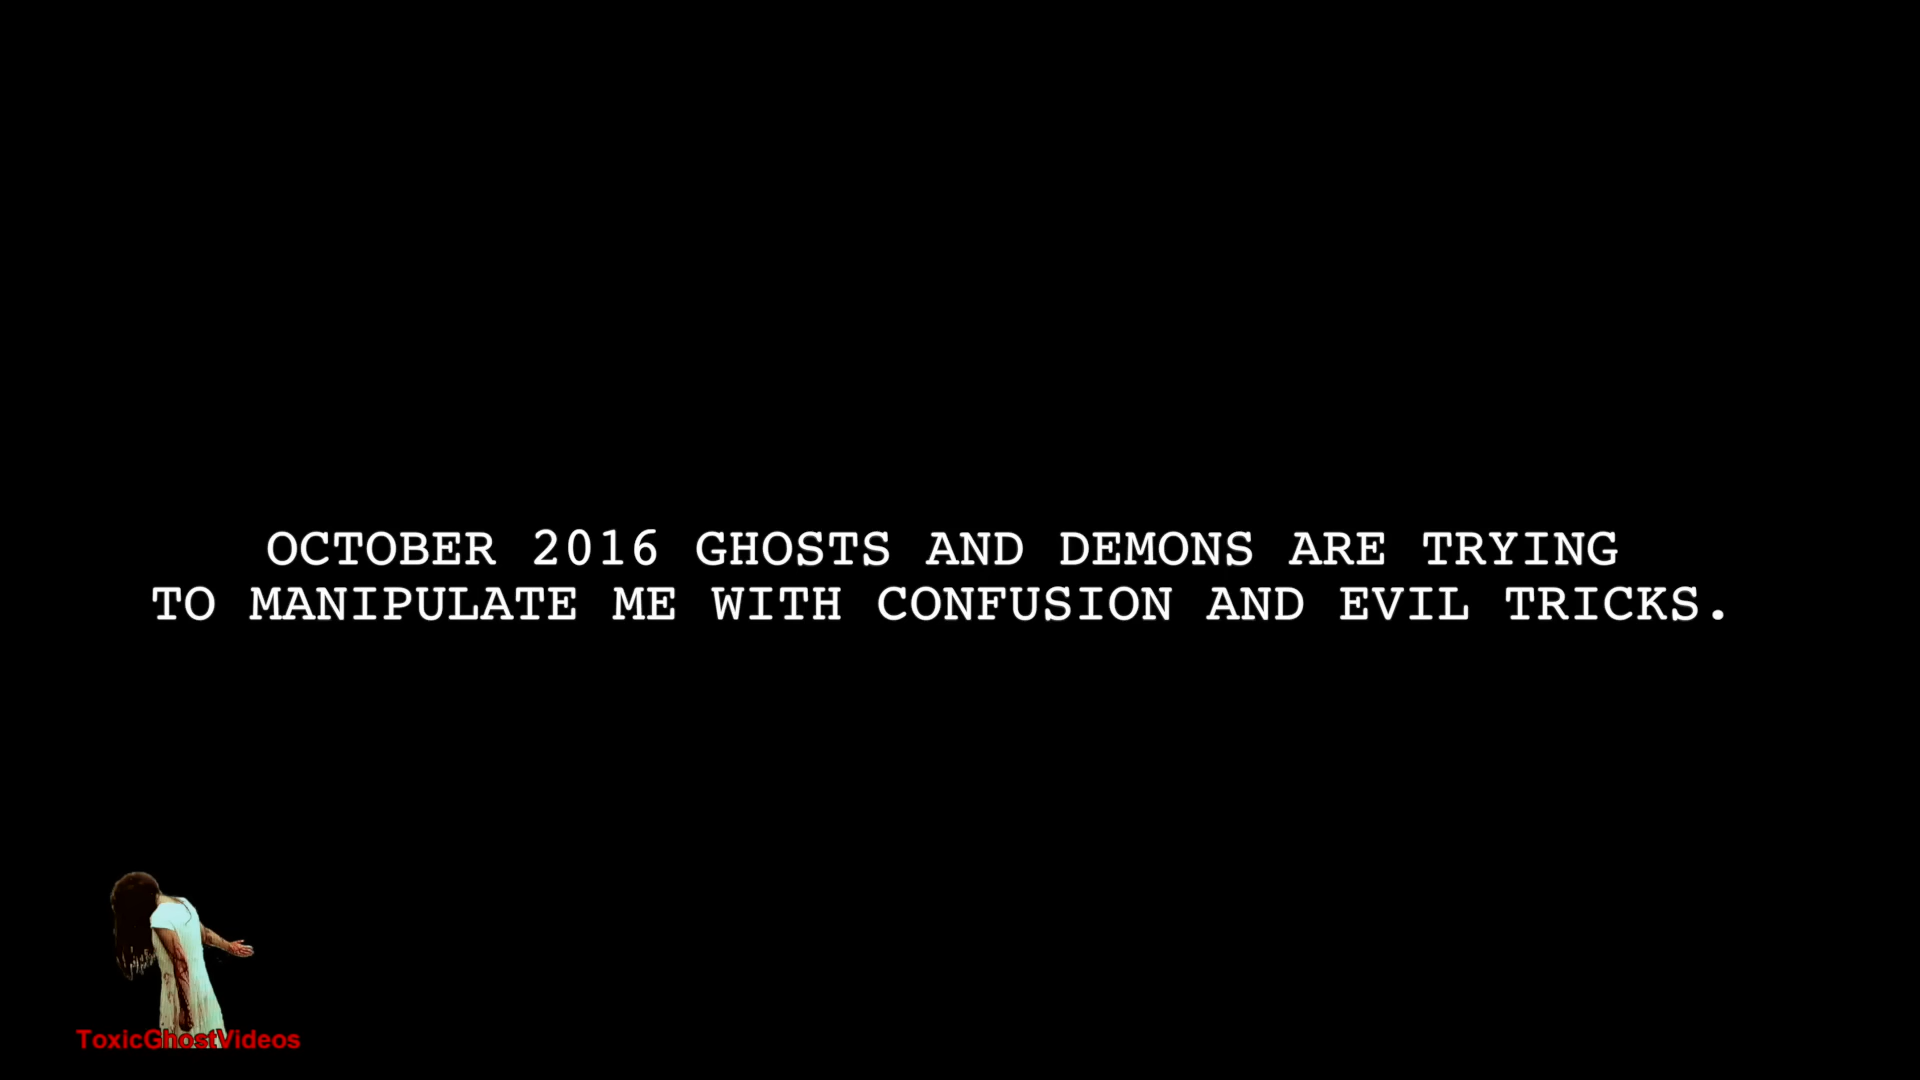 OCTOBER 2016 GHOSTS AND DEMONS ARE TRYING
TO MANIPULATE ME WITH CONFUSION AND EVIL TRICKS.
ToxicGhostVideos